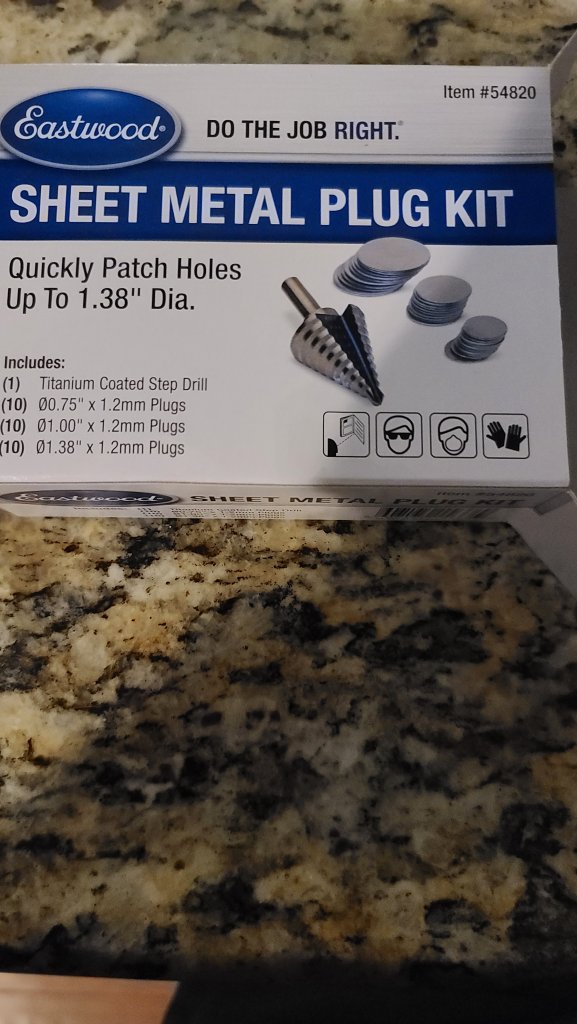 Item #54820
Eastwood®
DO THE JOB RIGHT.®
SHEET METAL PLUG KIT
Quickly Patch Holes
Up To 1.38" Dia.
Includes:
(1) Titanium Coated Step Drill
(10) Ø0.75" x 1.2mm Plugs
(10) Ø1.00" x 1.2mm Plugs
(10) Ø1.38" x 1.2mm Plugs
Eastwood
SHEET METAL PLUG KIT
Item #54820